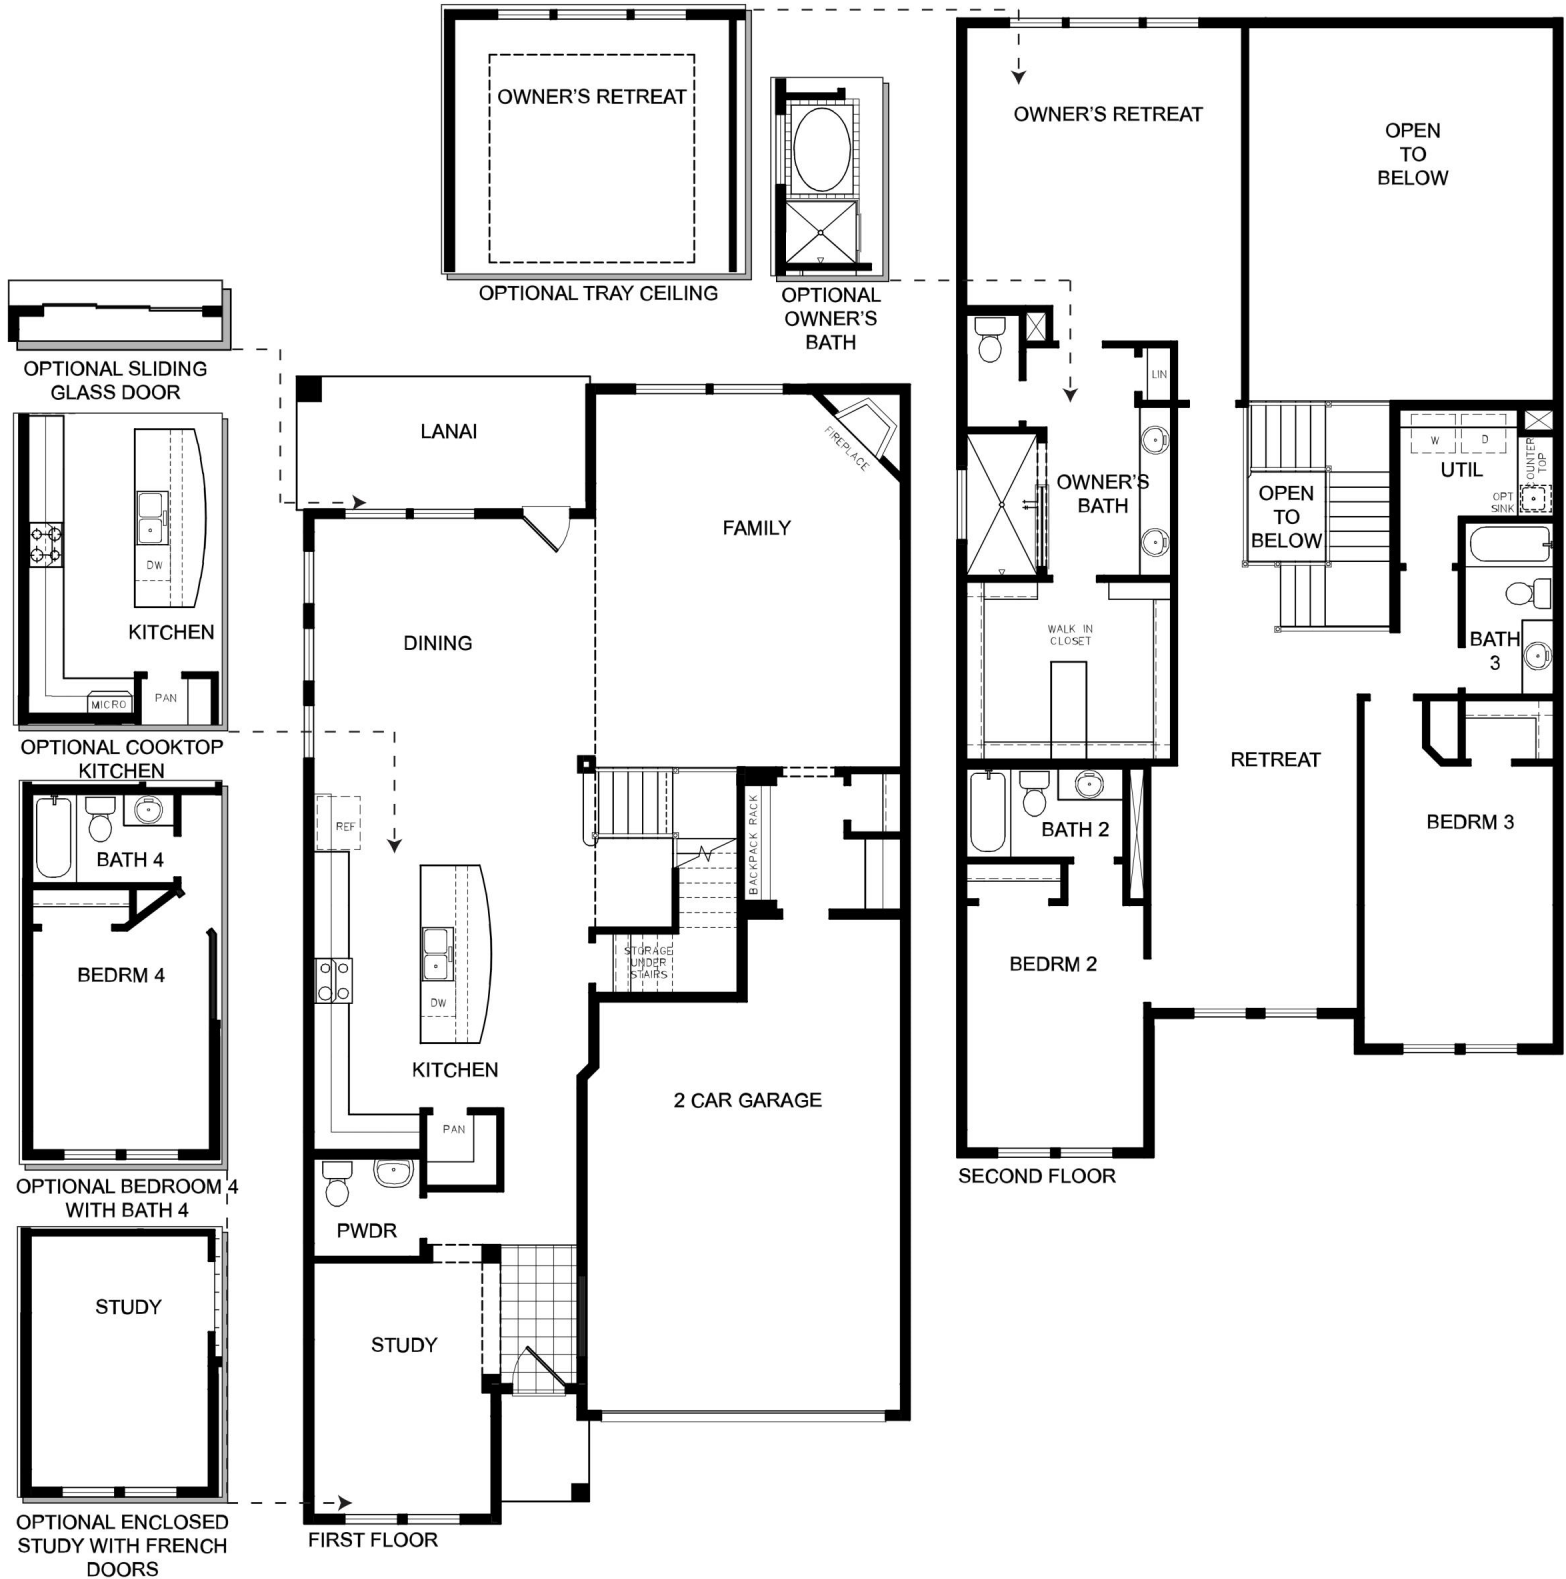 OWNER'S RETREAT
OPTIONAL TRAY CEILING
OPTIONAL
OWNER'S
BATH
OPTIONAL SLIDING
GLASS DOOR
DW
KITCHEN
MICRO
PAN
OPTIONAL COOKTOP
KITCHEN
BATH 4
BEDRM 4
OPTIONAL BEDROOM 4
WITH BATH 4
STUDY
OPTIONAL ENCLOSED
STUDY WITH FRENCH
DOORS
LANAI
FIREPLACE
FAMILY
DINING
REF
BACKPACK RACK
STORAGE
UNDER
STAIRS
DW
KITCHEN
2 CAR GARAGE
PAN
PWDR
STUDY
FIRST FLOOR
OWNER'S RETREAT
OPEN
TO
BELOW
LIN
OWNER'S
BATH
W
D
UTIL
COUNTER
TOP
OPT
SINK
OPEN
TO
BELOW
WALK IN
CLOSET
BATH
3
RETREAT
BATH 2
BEDRM 3
BEDRM 2
SECOND FLOOR